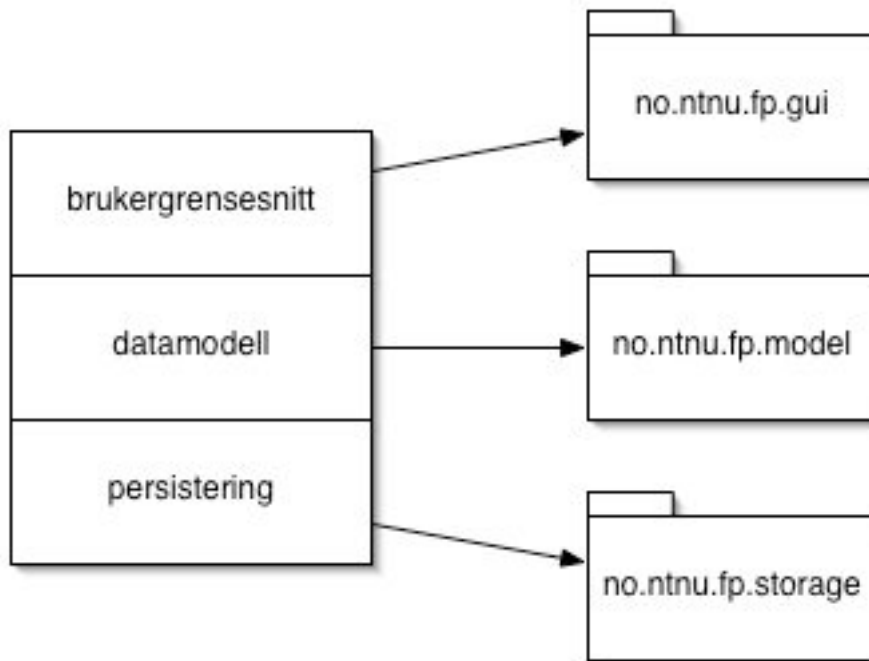 brukergrensesnitt
datamodell
persistering
no.ntnu.fp.gui
no.ntnu.fp.model
no.ntnu.fp.storage